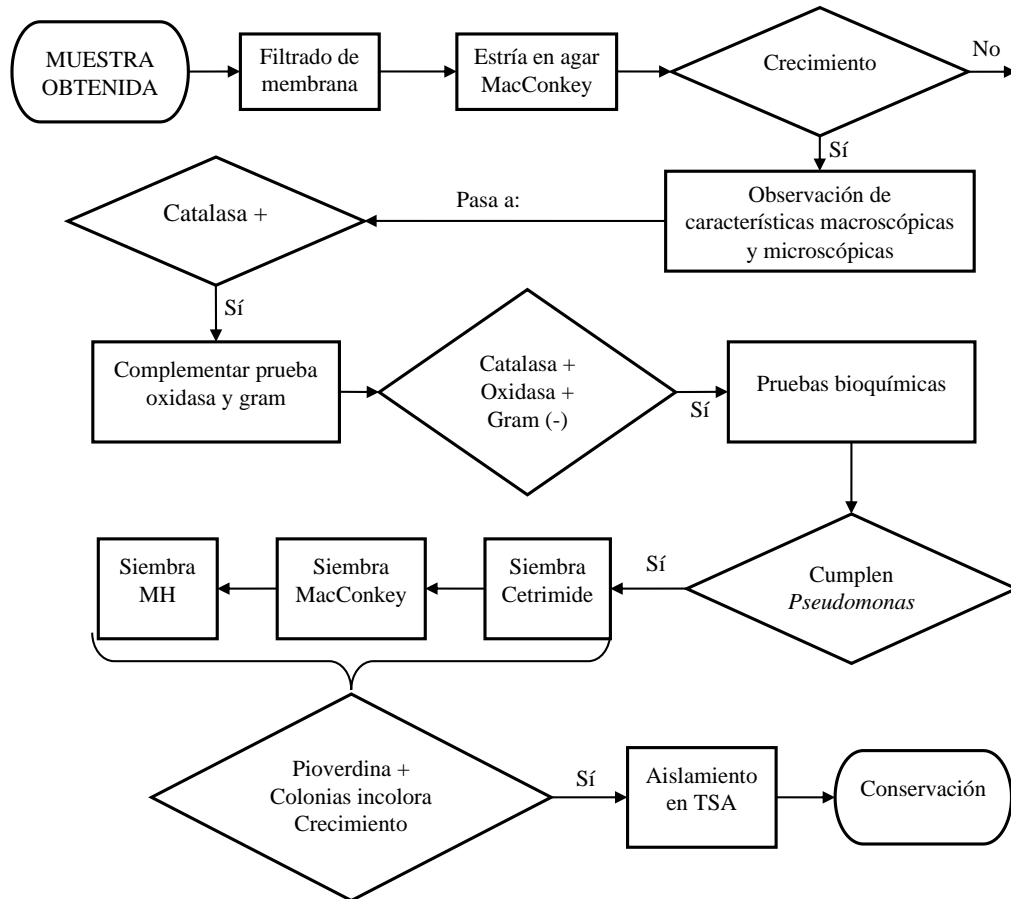 MUESTRA
OBTENIDA
Filtrado de
membrana
Estría en agar
MacConkey
Crecimiento
No
Sí
Observación de
características macroscópicas
y microscópicas
Pasa a:
Catalasa +
Sí
Complementar prueba
oxidasa y gram
Catalasa +
Oxidasa +
Gram (-)
Sí
Pruebas bioquímicas
Cumplen
Pseudomonas
Sí
Siembra
Cetrimide
Siembra
MacConkey
Siembra
MH
Pioverdina +
Colonias incolora
Crecimiento
Sí
Aislamiento
en TSA
Conservación